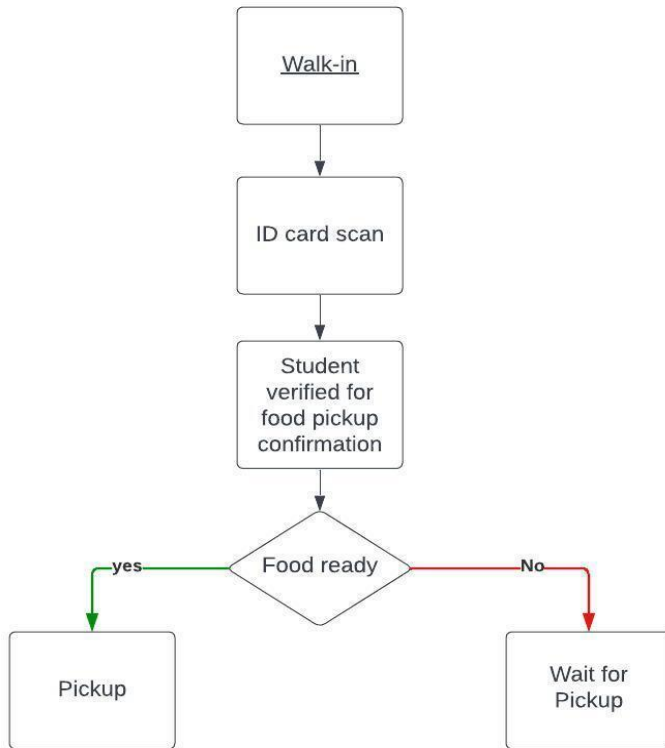 Walk-in
ID card scan
Student
verified for
food pickup
confirmation
Food ready
yes
No
Pickup
Wait for
Pickup